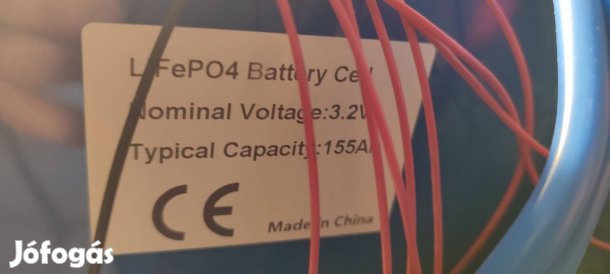 LiFePO4 Battery Cell
Nominal Voltage:3.2V
Typical Capacity:155Ah
CE
Made in China
Jófogás